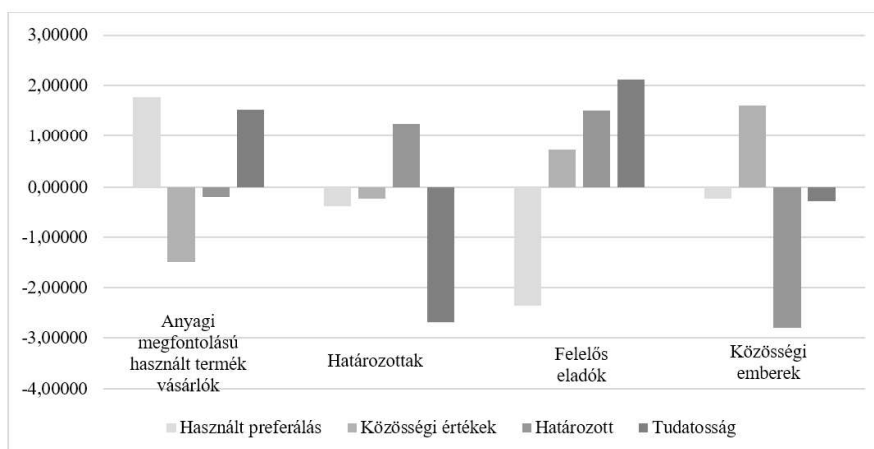 3,00000
2,00000
1,00000
0,00000
-1,00000
-2,00000
-3,00000
-4,00000
Anyagi
megfontolású
használt termék
vásárlók
Határozottak
Felelős
eladók
Közösségi
emberek
Használt preferálás Közösségi értékek Határozott Tudatosság